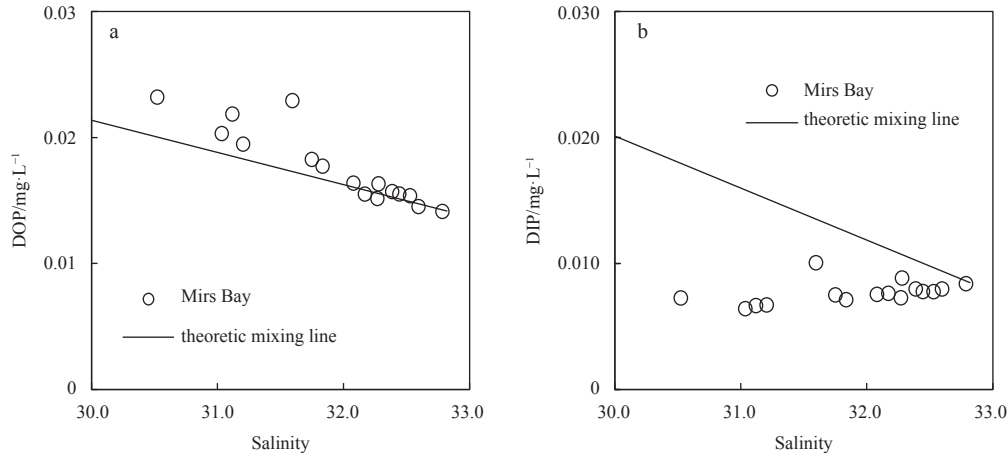 0.03
a
0.02
DOP/mg·L⁻¹
0.01
Mirs Bay
theoretic mixing line
0
30.0 31.0 32.0 33.0
Salinity
0.030
b
Mirs Bay
theoretic mixing line
0.020
DIP/mg·L⁻¹
0.010
0
30.0 31.0 32.0 33.0
Salinity